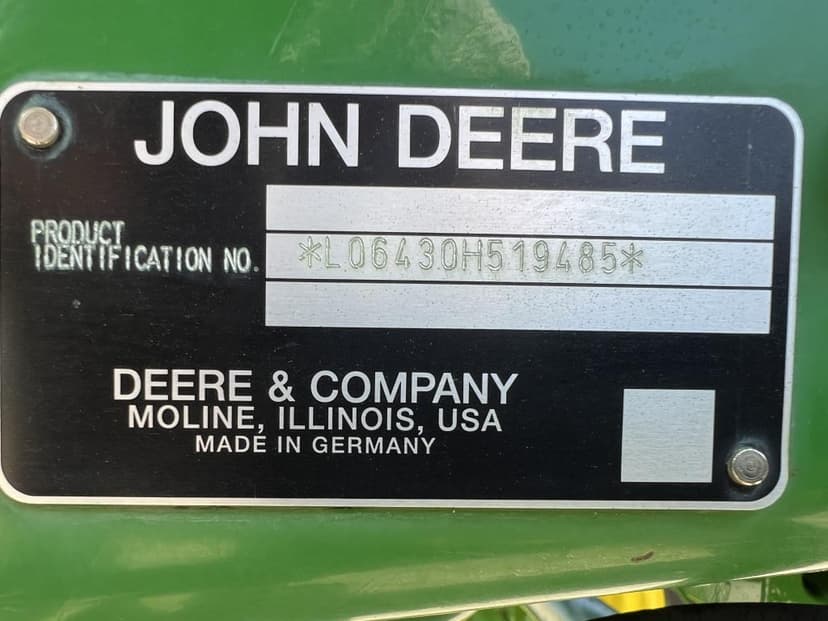 JOHN DEERE
PRODUCT
IDENTIFICATION NO. *L06430H519485*
DEERE & COMPANY
MOLINE, ILLINOIS, USA
MADE IN GERMANY